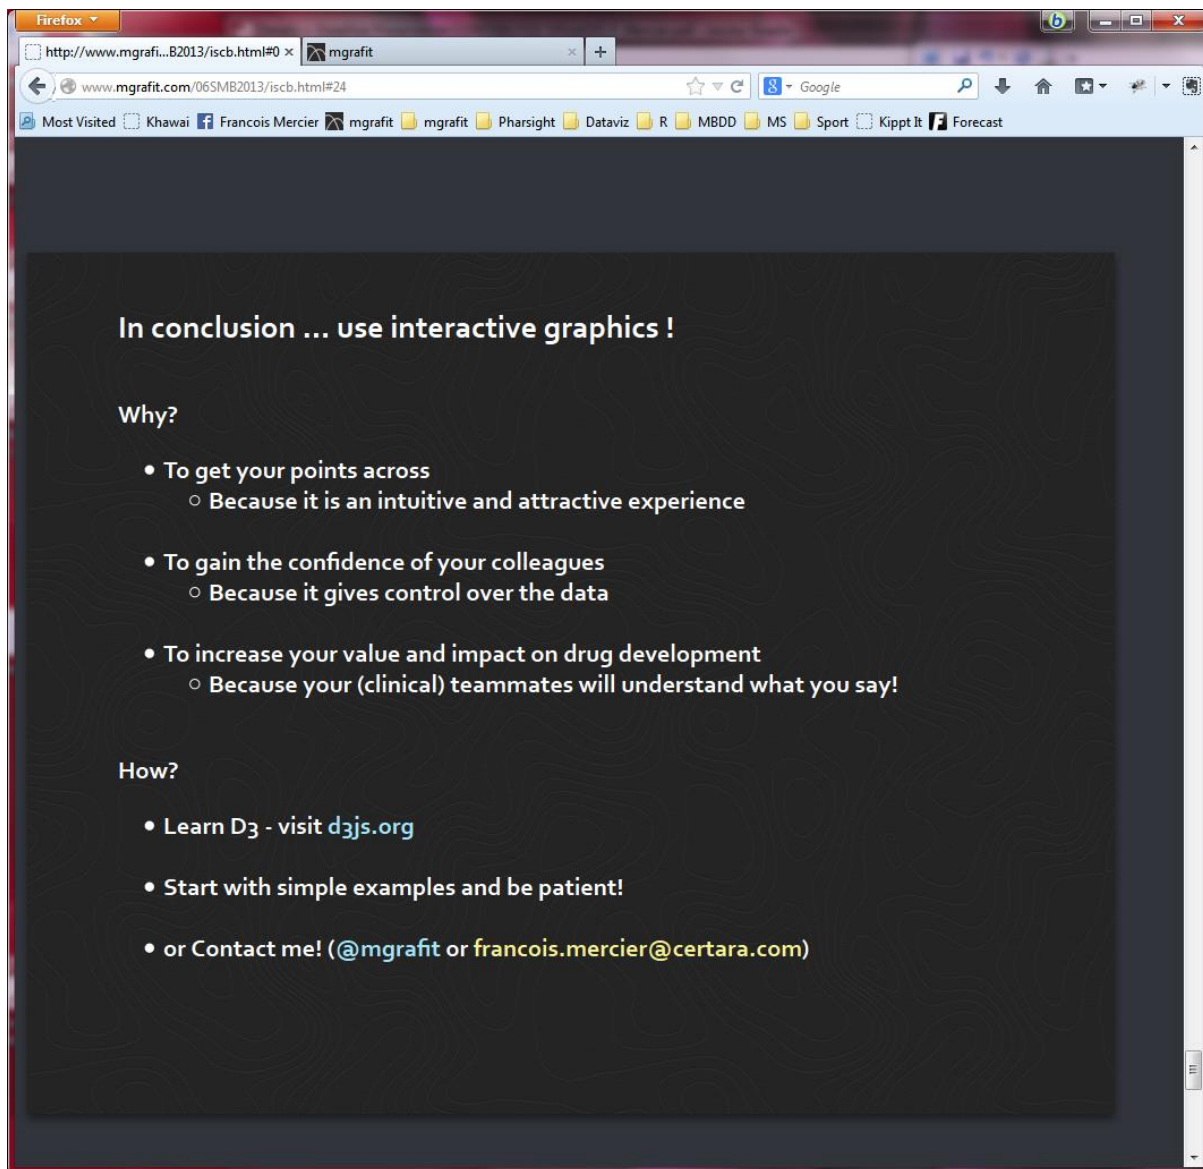 Firefox
http://www.mgrafi...B2013/iscb.html#0
mgrafit
www.mgrafit.com/06SMB2013/iscb.html#24
Google
Most Visited Khawai Francois Mercier mgrafit mgrafit Pharsight Dataviz R MBDD MS Sport Kippt It Forecast
In conclusion ... use interactive graphics !
Why?
• To get your points across
○ Because it is an intuitive and attractive experience
• To gain the confidence of your colleagues
○ Because it gives control over the data
• To increase your value and impact on drug development
○ Because your (clinical) teammates will understand what you say!
How?
• Learn D3 - visit d3js.org
• Start with simple examples and be patient!
• or Contact me! (@mgrafit or francois.mercier@certara.com)